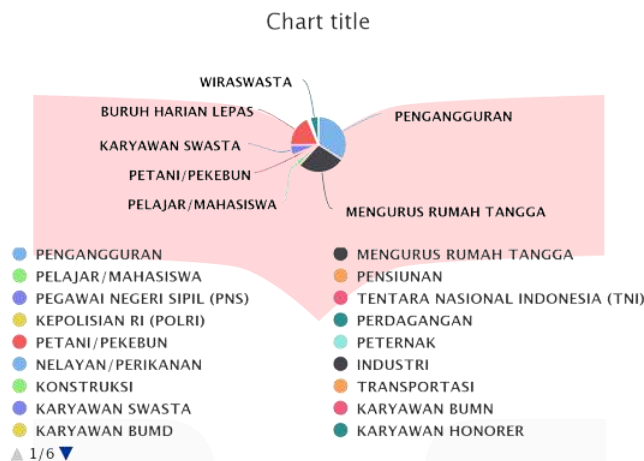 Chart title
WIRASWASTA
BURUH HARIAN LEPAS
PENGANGGURAN
KARYAWAN SWASTA
PETANI/PEKEBUN
PELAJAR/MAHASISWA
MENGURUS RUMAH TANGGA
PENGANGGURAN
MENGURUS RUMAH TANGGA
PELAJAR/MAHASISWA
PENSIUNAN
PEGAWAI NEGERI SIPIL (PNS)
TENTARA NASIONAL INDONESIA (TNI)
KEPOLISIAN RI (POLRI)
PERDAGANGAN
PETANI/PEKEBUN
PETERNAK
NELAYAN/PERIKANAN
INDUSTRI
KONSTRUKSI
TRANSPORTASI
KARYAWAN SWASTA
KARYAWAN BUMN
KARYAWAN BUMD
KARYAWAN HONORER
1/6